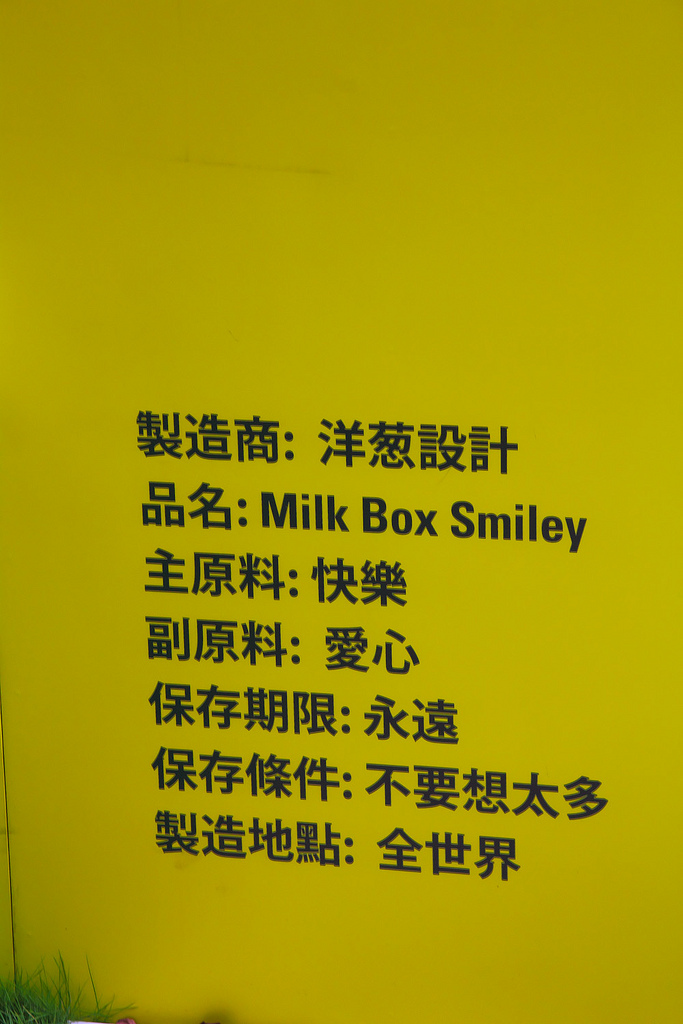 製造商: 洋葱設計
品名: Milk Box Smiley
主原料: 快樂
副原料: 愛心
保存期限: 永遠
保存條件: 不要想太多
製造地點: 全世界